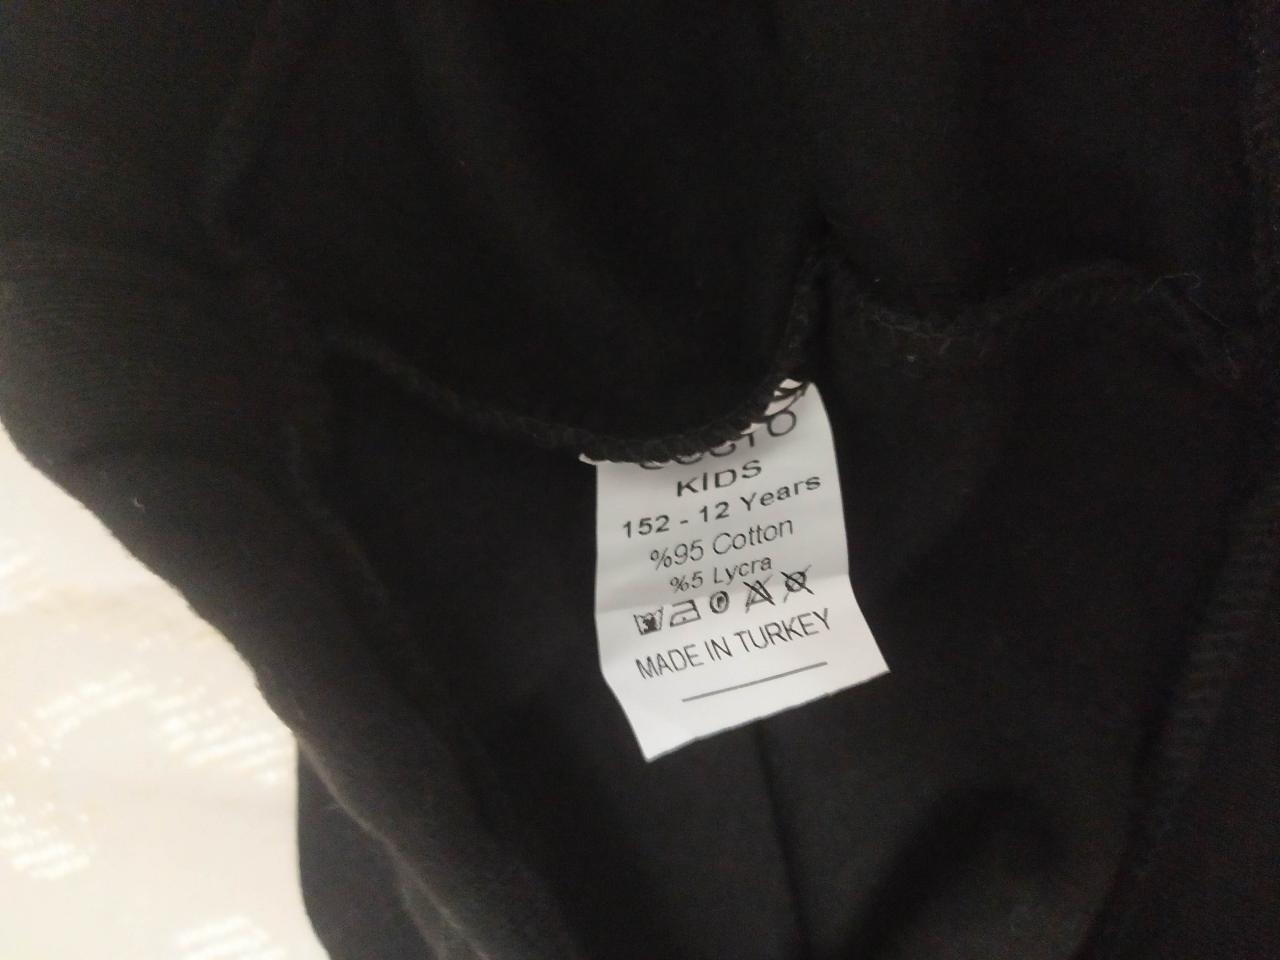 KIDS
152 - 12 Years
%95 Cotton
%5 Lycra
MADE IN TURKEY